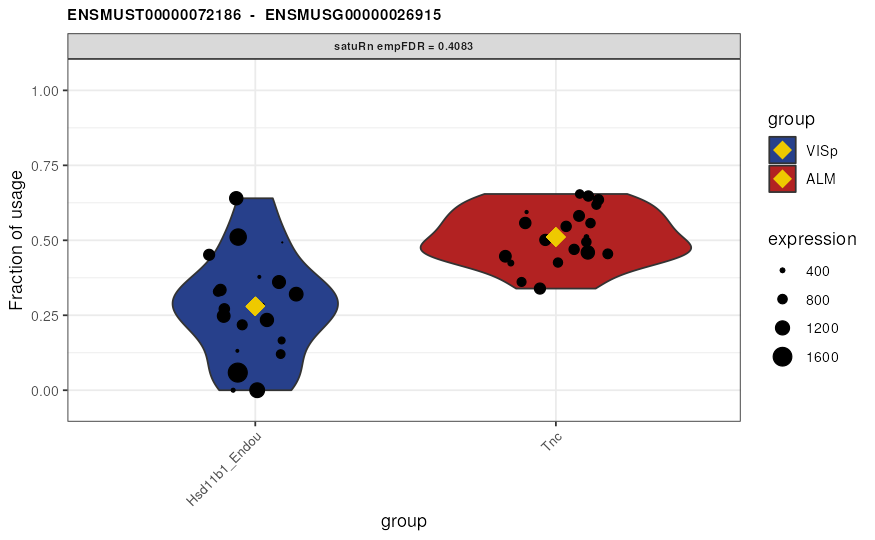 ENSMUST00000072186 - ENSMUSG00000026915
satuRn empFDR = 0.4083
1.00
0.75
0.50
0.25
0.00
Fraction of usage
Hsd11b1_Endou
Tnc
group
group
VISp
ALM
expression
400
800
1200
1600